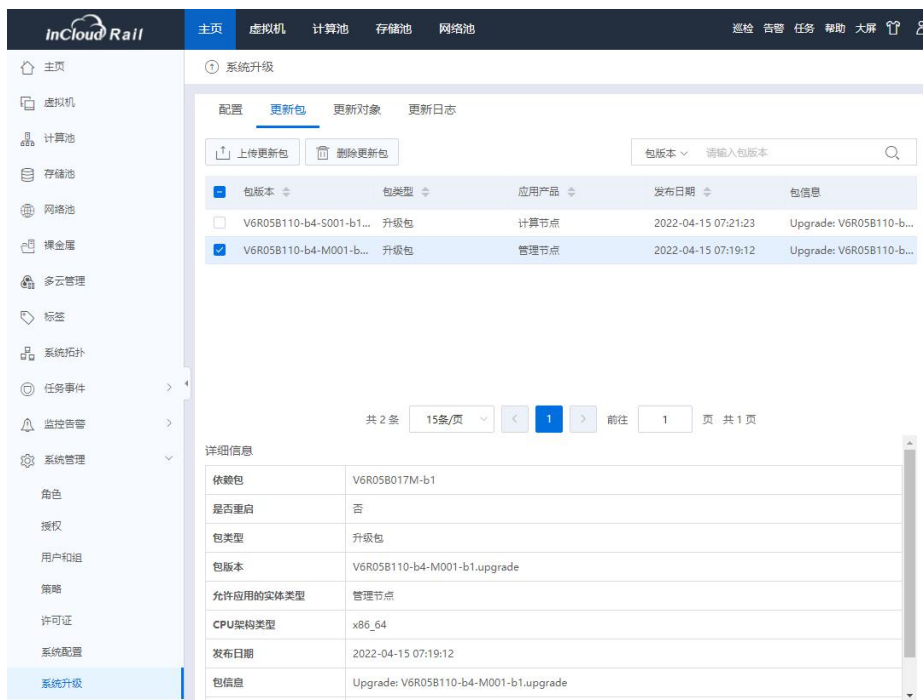 InCloud Rail
主页 虚拟机 计算池 存储池 网络池 巡检 告警 任务 帮助 大屏
主页
虚拟机
计算池
存储池
网络池
裸金属
多云管理
标签
系统拓扑
任务事件
监控告警
系统管理
角色
授权
用户和组
策略
许可证
系统配置
系统升级
系统升级
配置 更新包 更新对象 更新日志
上传更新包 删除更新包 包版本 请输入包版本
包版本 包类型 应用产品 发布日期 包信息
V6R05B110-b4-S001-b1... 升级包 计算节点 2022-04-15 07:21:23 Upgrade: V6R05B110-b...
V6R05B110-b4-M001-b... 升级包 管理节点 2022-04-15 07:19:12 Upgrade: V6R05B110-b...
共 2 条 15条/页 1 前往 1 页 共 1 页
详细信息
依赖包 V6R05B017M-b1
是否重启 否
包类型 升级包
包版本 V6R05B110-b4-M001-b1.upgrade
允许应用的实体类型 管理节点
CPU架构类型 x86_64
发布日期 2022-04-15 07:19:12
包信息 Upgrade: V6R05B110-b4-M001-b1.upgrade